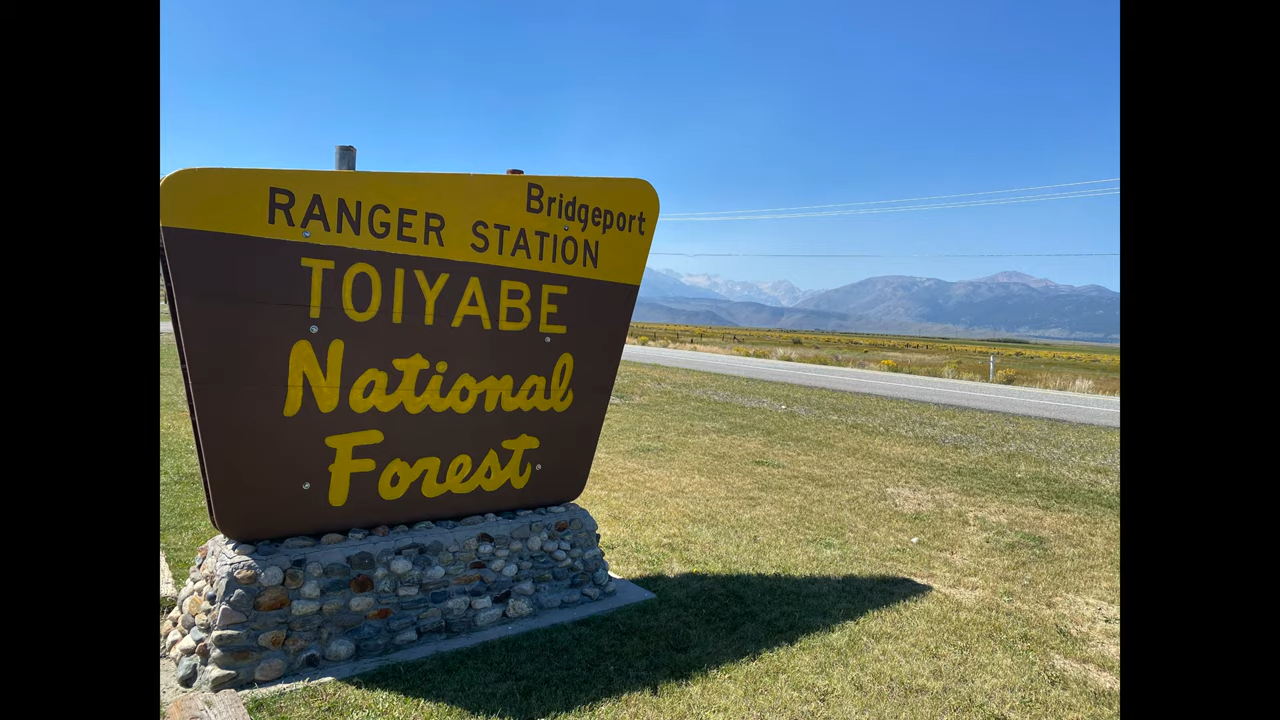 Bridgeport
RANGER STATION
TOIYABE
National
Forest